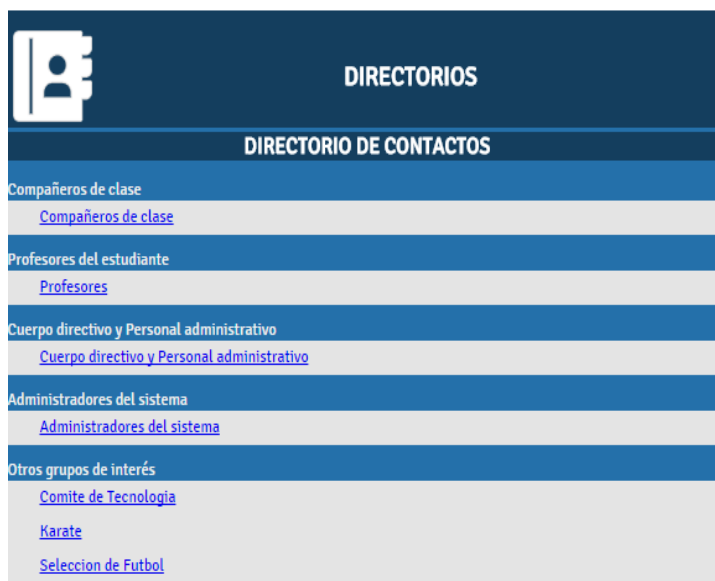 DIRECTORIOS
DIRECTORIO DE CONTACTOS
Compañeros de clase
Compañeros de clase
Profesores del estudiante
Profesores
Cuerpo directivo y Personal administrativo
Cuerpo directivo y Personal administrativo
Administradores del sistema
Administradores del sistema
Otros grupos de interés
Comite de Tecnologia
Karate
Seleccion de Futbol